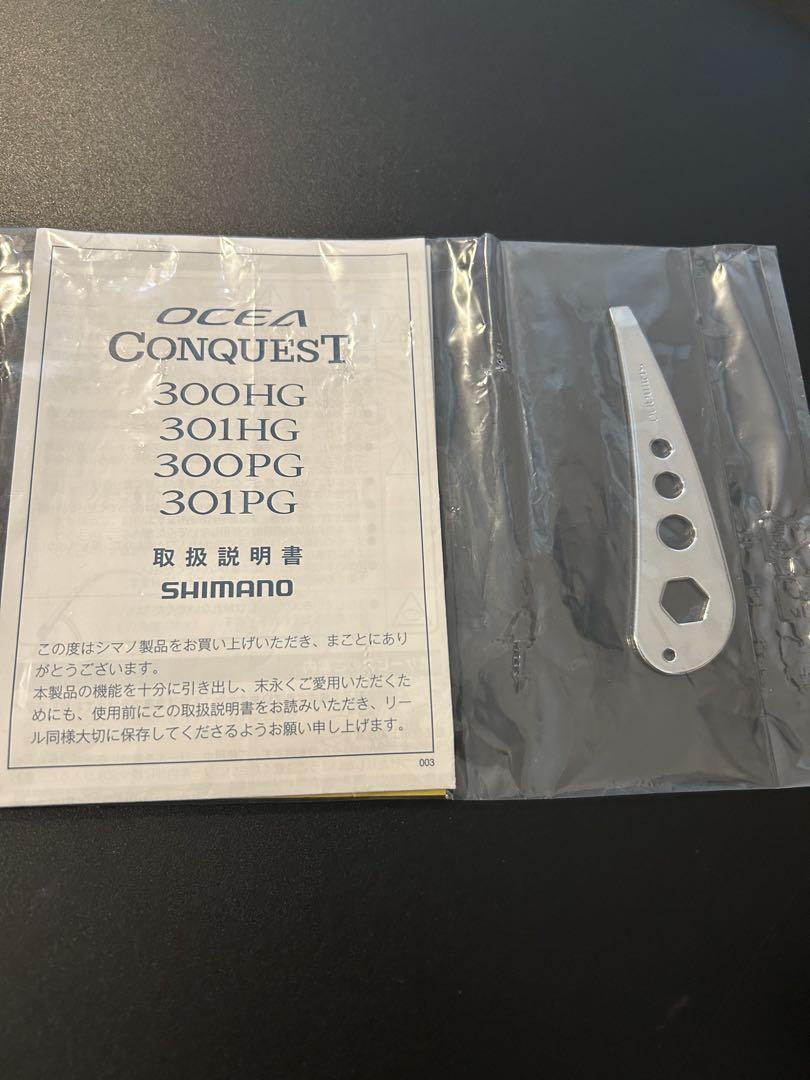 OCEA
CONQUEST
300HG
301HG
300PG
301PG
取扱説明書
SHIMANO
この度はシマノ製品をお買い上げいただき、まことにあり
がとうございます。
本製品の機能を十分に引き出し、末永くご愛用いただくた
めにも、使用前にこの取扱説明書をお読みいただき、リー
ル同様大切に保存してくださるようお願い申し上げます。
003